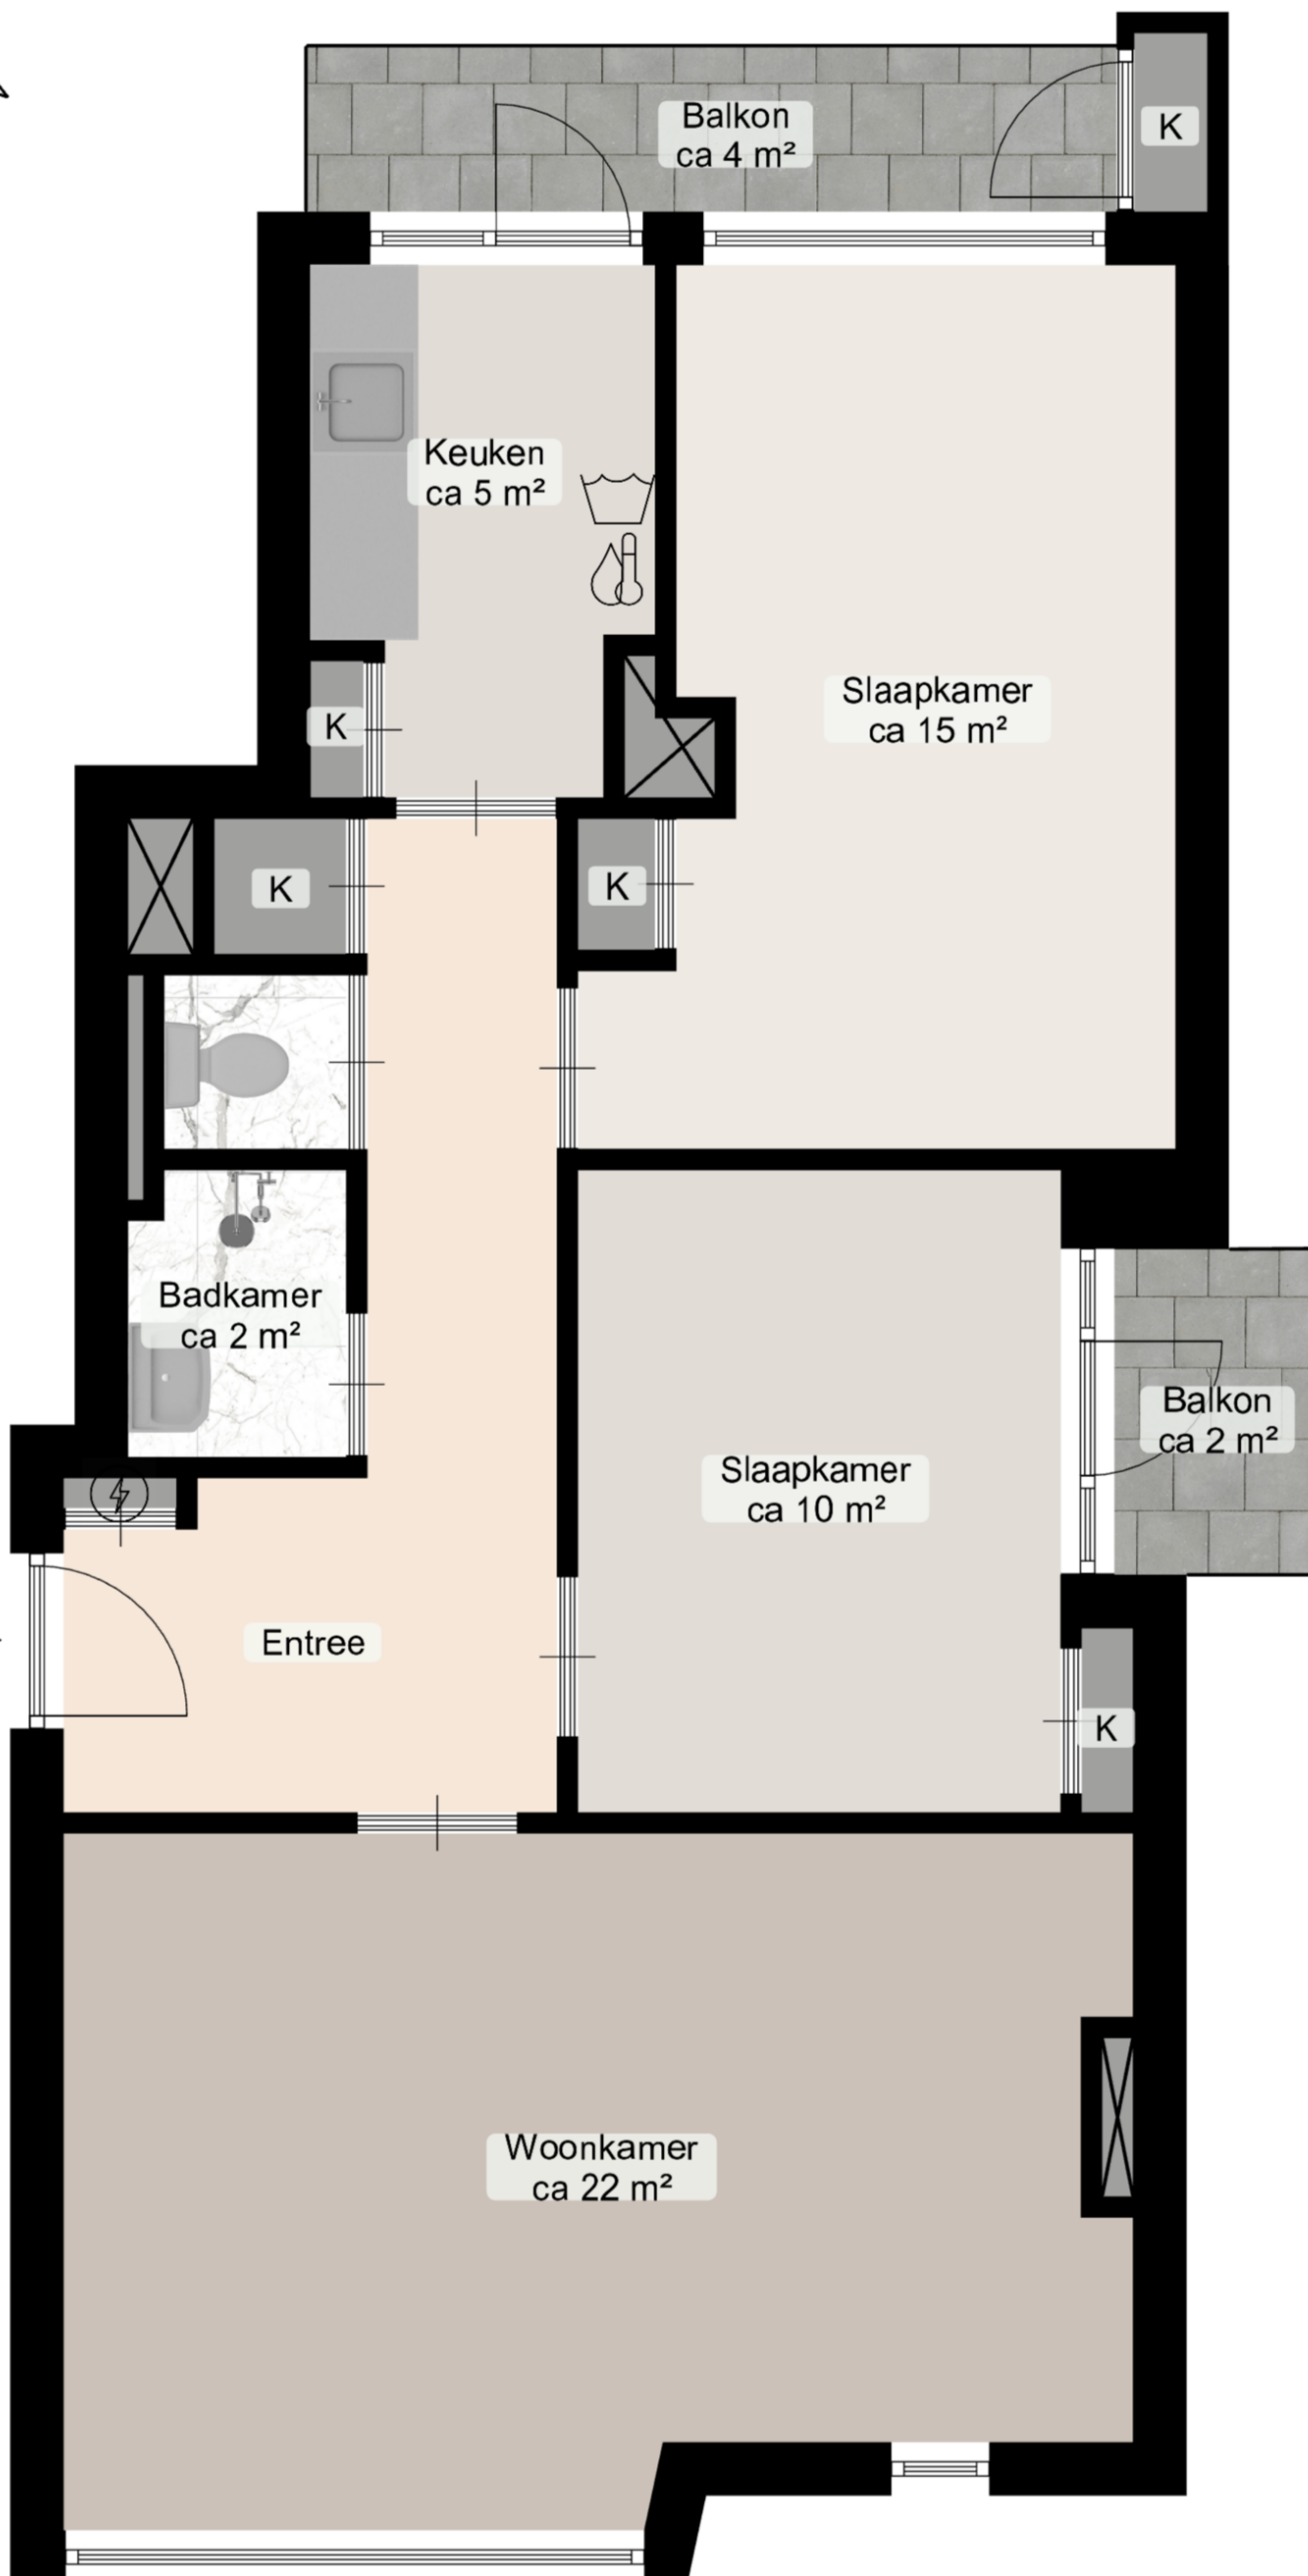 Balkon
ca 4 m²
K
Keuken
ca 5 m²
Slaapkamer
ca 15 m²
K
K
K
Badkamer
ca 2 m²
Balkon
ca 2 m²
Slaapkamer
ca 10 m²
Entree
K
Woonkamer
ca 22 m²